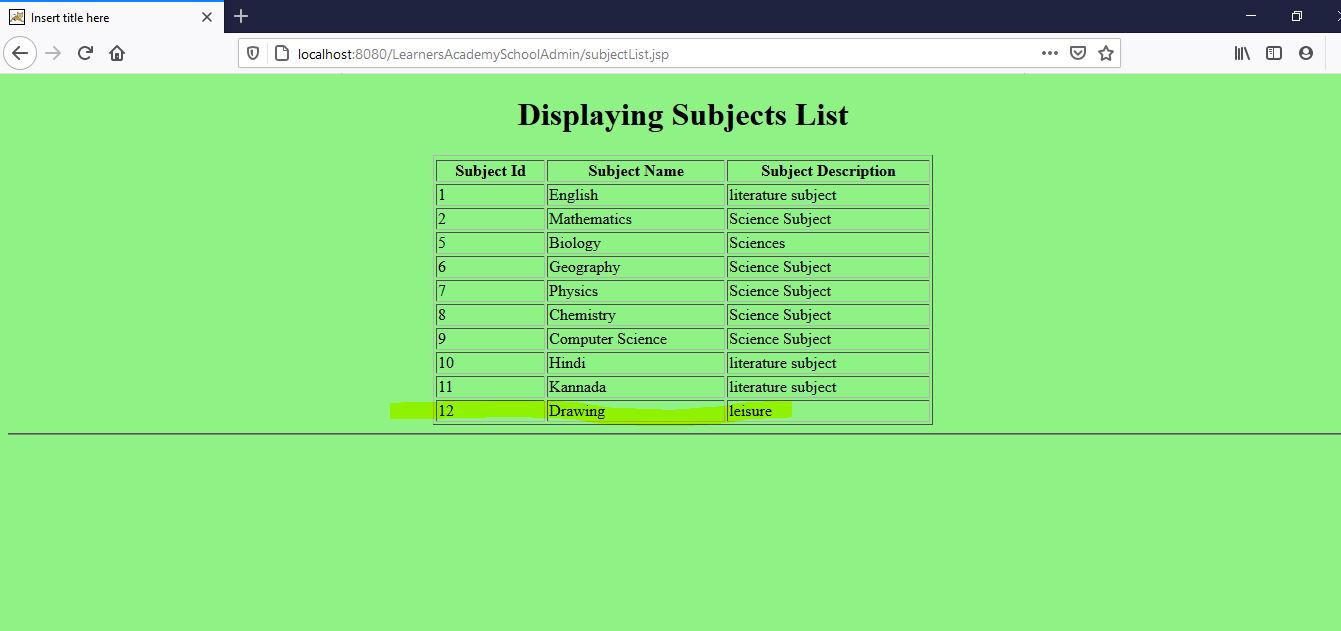 Insert title here
localhost:8080/LearnersAcademySchoolAdmin/subjectList.jsp
Displaying Subjects List
Subject Id Subject Name Subject Description
1 English literature subject
2 Mathematics Science Subject
5 Biology Sciences
6 Geography Science Subject
7 Physics Science Subject
8 Chemistry Science Subject
9 Computer Science Science Subject
10 Hindi literature subject
11 Kannada literature subject
12 Drawing leisure